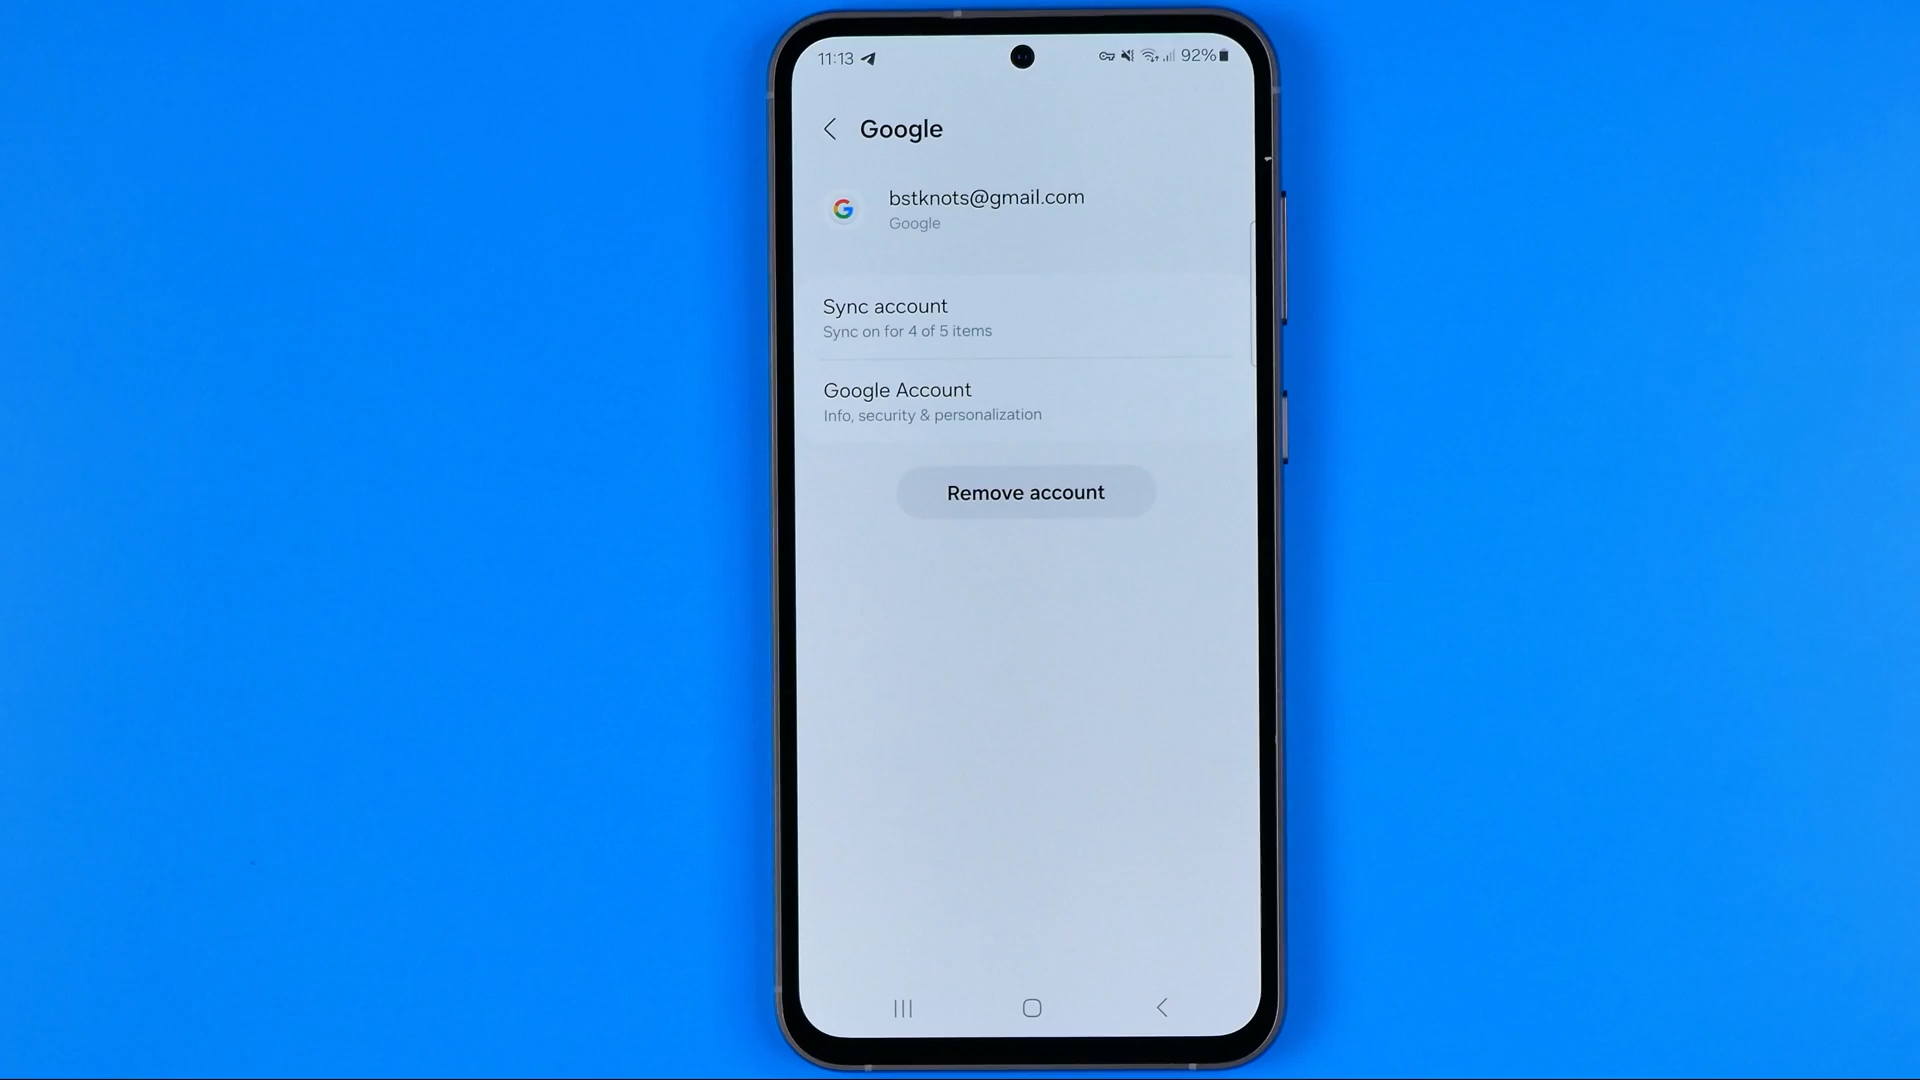 11:13 92%
Google
bstknots@gmail.com
Google
Sync account
Sync on for 4 of 5 items
Google Account
Info, security & personalization
Remove account